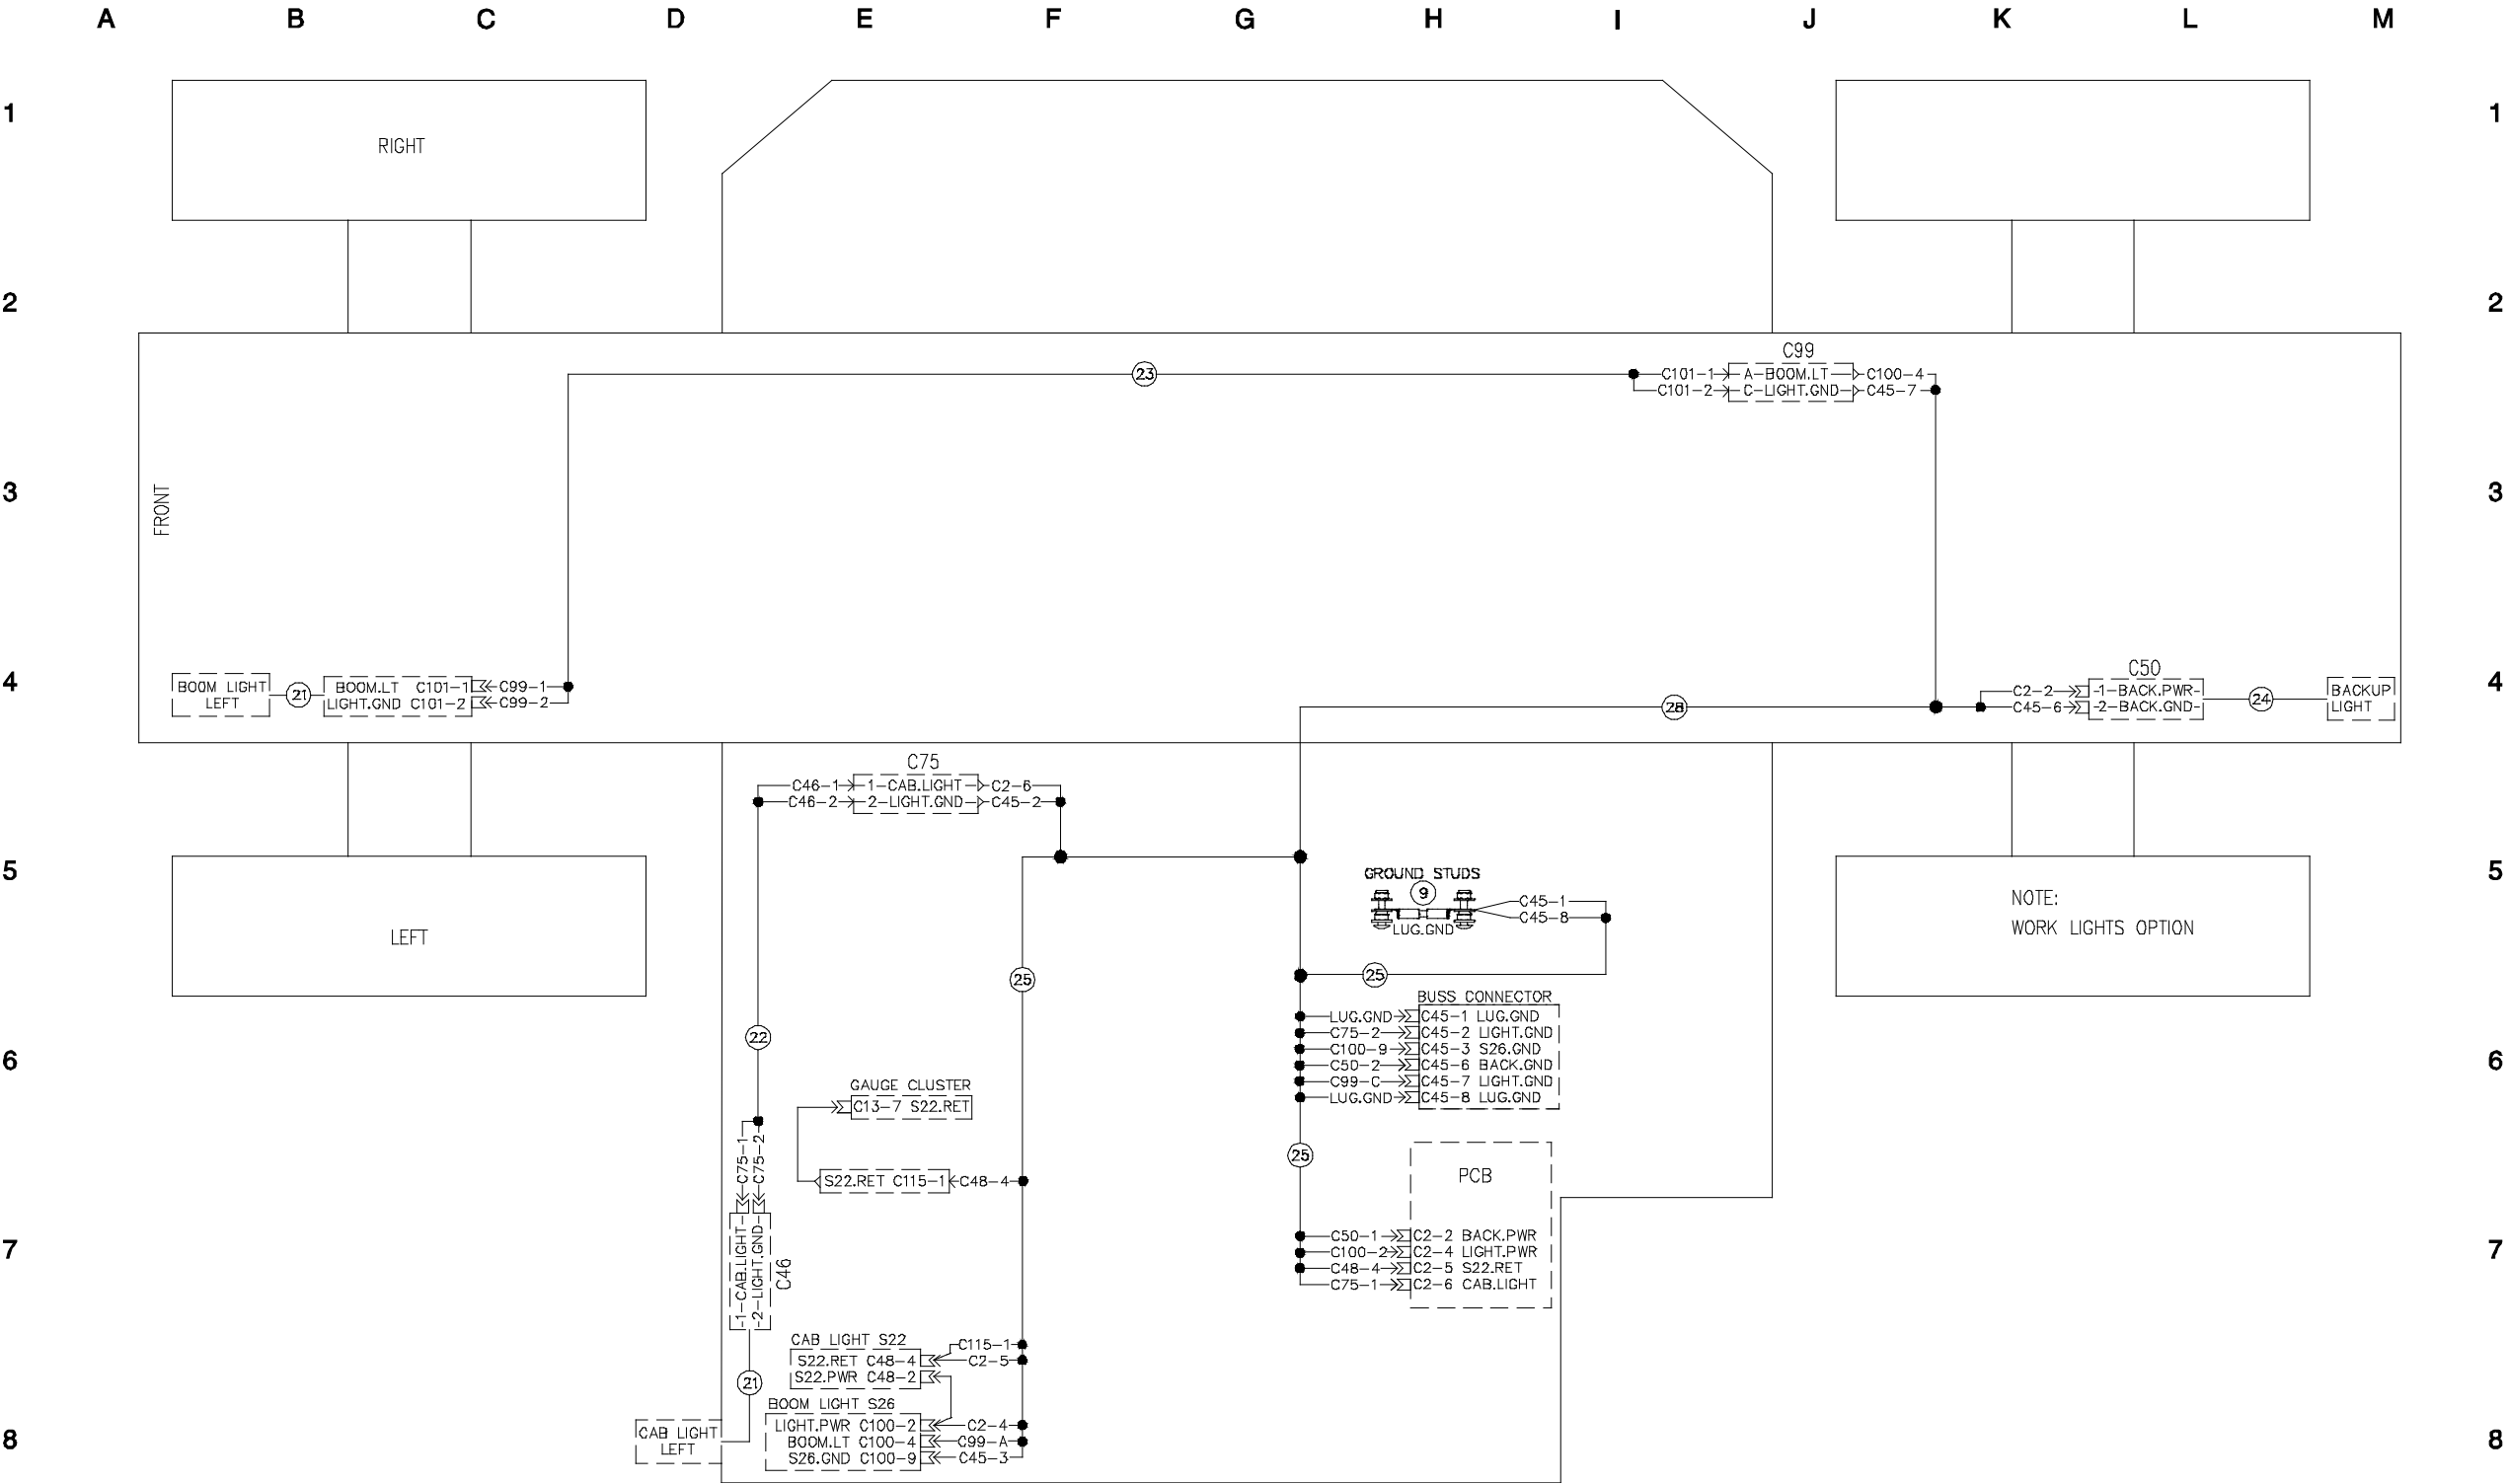 A B C D E F G H I J K L M
1 1
RIGHT
2 2
C99
23
C101-1 A-BOOM.LT C100-4
C101-2 C-LIGHT.GND C45-7
3 3
FRONT
4 4
BOOM LIGHT
LEFT
21
BOOM.LT C101-1 C99-1
LIGHT.GND C101-2 C99-2
28
C50
C2-2 -1-BACK.PWR-
C45-6 -2-BACK.GND-
24
BACKUP
LIGHT
C75
C46-1 1-CAB.LIGHT C2-6
C46-2 2-LIGHT.GND C45-2
5 5
LEFT
25
GROUND STUDS
9
LUG.GND
C45-1
C45-8
25
NOTE:
WORK LIGHTS OPTION
6 6
22
BUSS CONNECTOR
LUG.GND C45-1 LUG.GND
C75-2 C45-2 LIGHT.GND
C100-9 C45-3 S26.GND
C50-2 C45-6 BACK.GND
C99-C C45-7 LIGHT.GND
LUG.GND C45-8 LUG.GND
GAUGE CLUSTER
C13-7 S22.RET
C75-1
C75-2
S22.RET C115-1 C48-4
25
PCB
7 7
C50-1 C2-2 BACK.PWR
C100-2 C2-4 LIGHT.PWR
C48-4 C2-5 S22.RET
C75-1 C2-6 CAB.LIGHT
-1-CAB.LIGHT-
-2-LIGHT.GND-
C46
CAB LIGHT S22
C115-1
S22.RET C48-4 C2-5
S22.PWR C48-2
21
BOOM LIGHT S26
LIGHT.PWR C100-2 C2-4
BOOM.LT C100-4 C99-A
S26.GND C100-9 C45-3
8 8
CAB LIGHT
LEFT